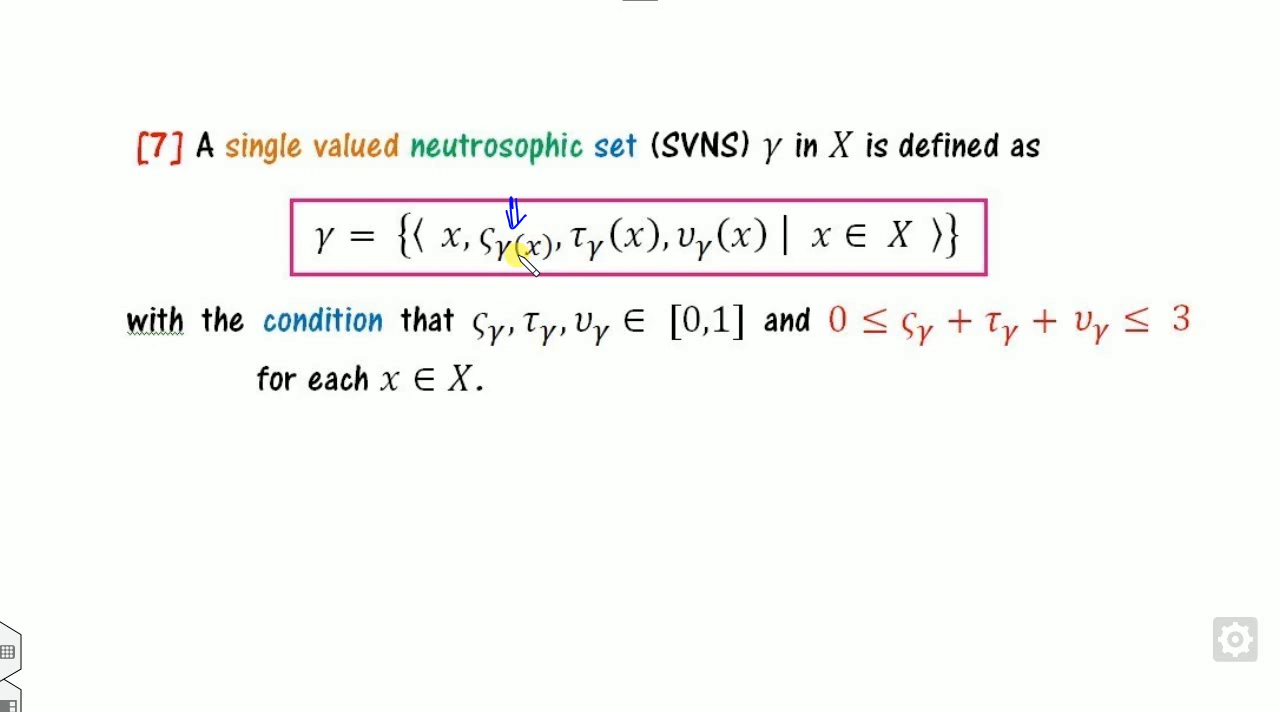 [7] A single valued neutrosophic set (SVNS) γ in X is defined as
γ = {⟨ x, ς_γ(x), τ_γ(x), υ_γ(x) | x ∈ X ⟩}
with the condition that ς_γ, τ_γ, υ_γ ∈ [0,1] and 0 ≤ ς_γ + τ_γ + υ_γ ≤ 3
for each x ∈ X.